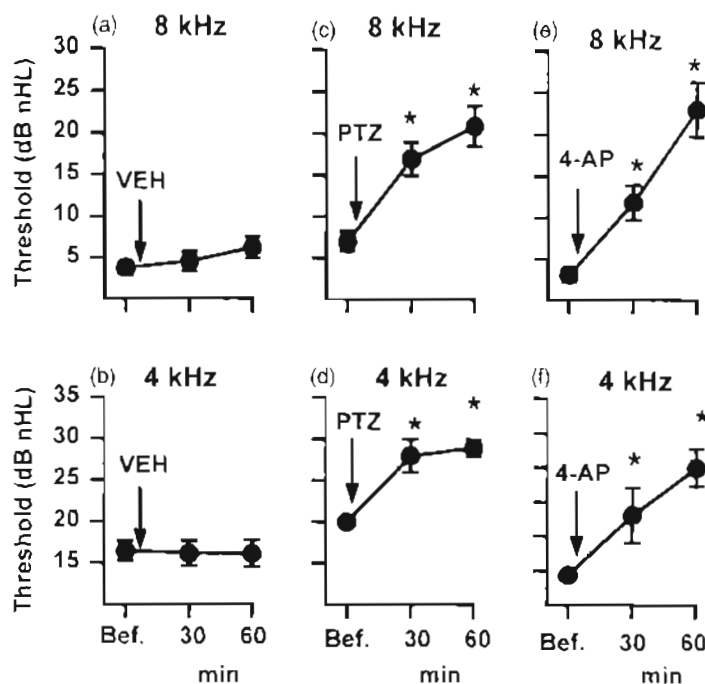 (a) 8 kHz
(c) 8 kHz
(e) 8 kHz
Threshold (dB nHL)
30
25
20
15
10
5
VEH
PTZ
*
*
4-AP
*
*
(b) 4 kHz
(d) 4 kHz
(f) 4 kHz
Threshold (dB nHL)
35
30
25
20
15
VEH
PTZ
*
*
4-AP
*
*
Bef. 30 60
min
Bef. 30 60
min
Bef. 30 60
min